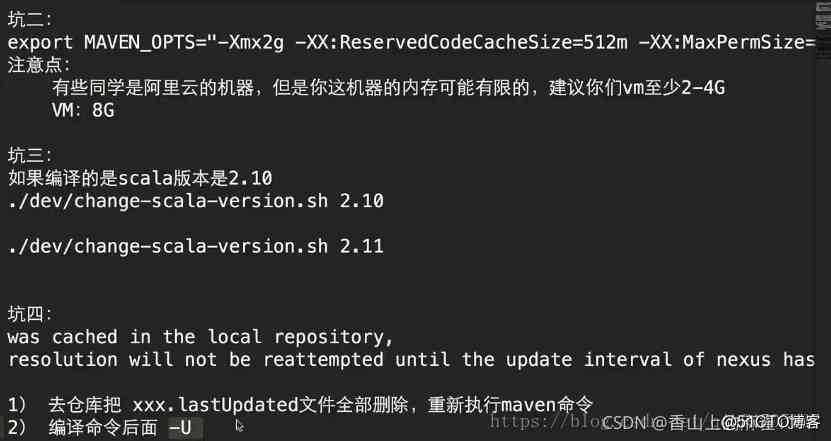 坑二:
export MAVEN_OPTS="-Xmx2g -XX:ReservedCodeCacheSize=512m -XX:MaxPermSize=
注意点:
有些同学是阿里云的机器，但是你这机器的内存可能有限的，建议你们vm至少2-4G
VM: 8G
坑三:
如果编译的是scala版本是2.10
./dev/change-scala-version.sh 2.10
./dev/change-scala-version.sh 2.11
坑四:
was cached in the local repository,
resolution will not be reattempted until the update interval of nexus has
1） 去仓库把 xxx.lastUpdated文件全部删除，重新执行maven命令
2） 编译命令后面 -U
https://blog.
CSDN @香山上
@51CTO博客